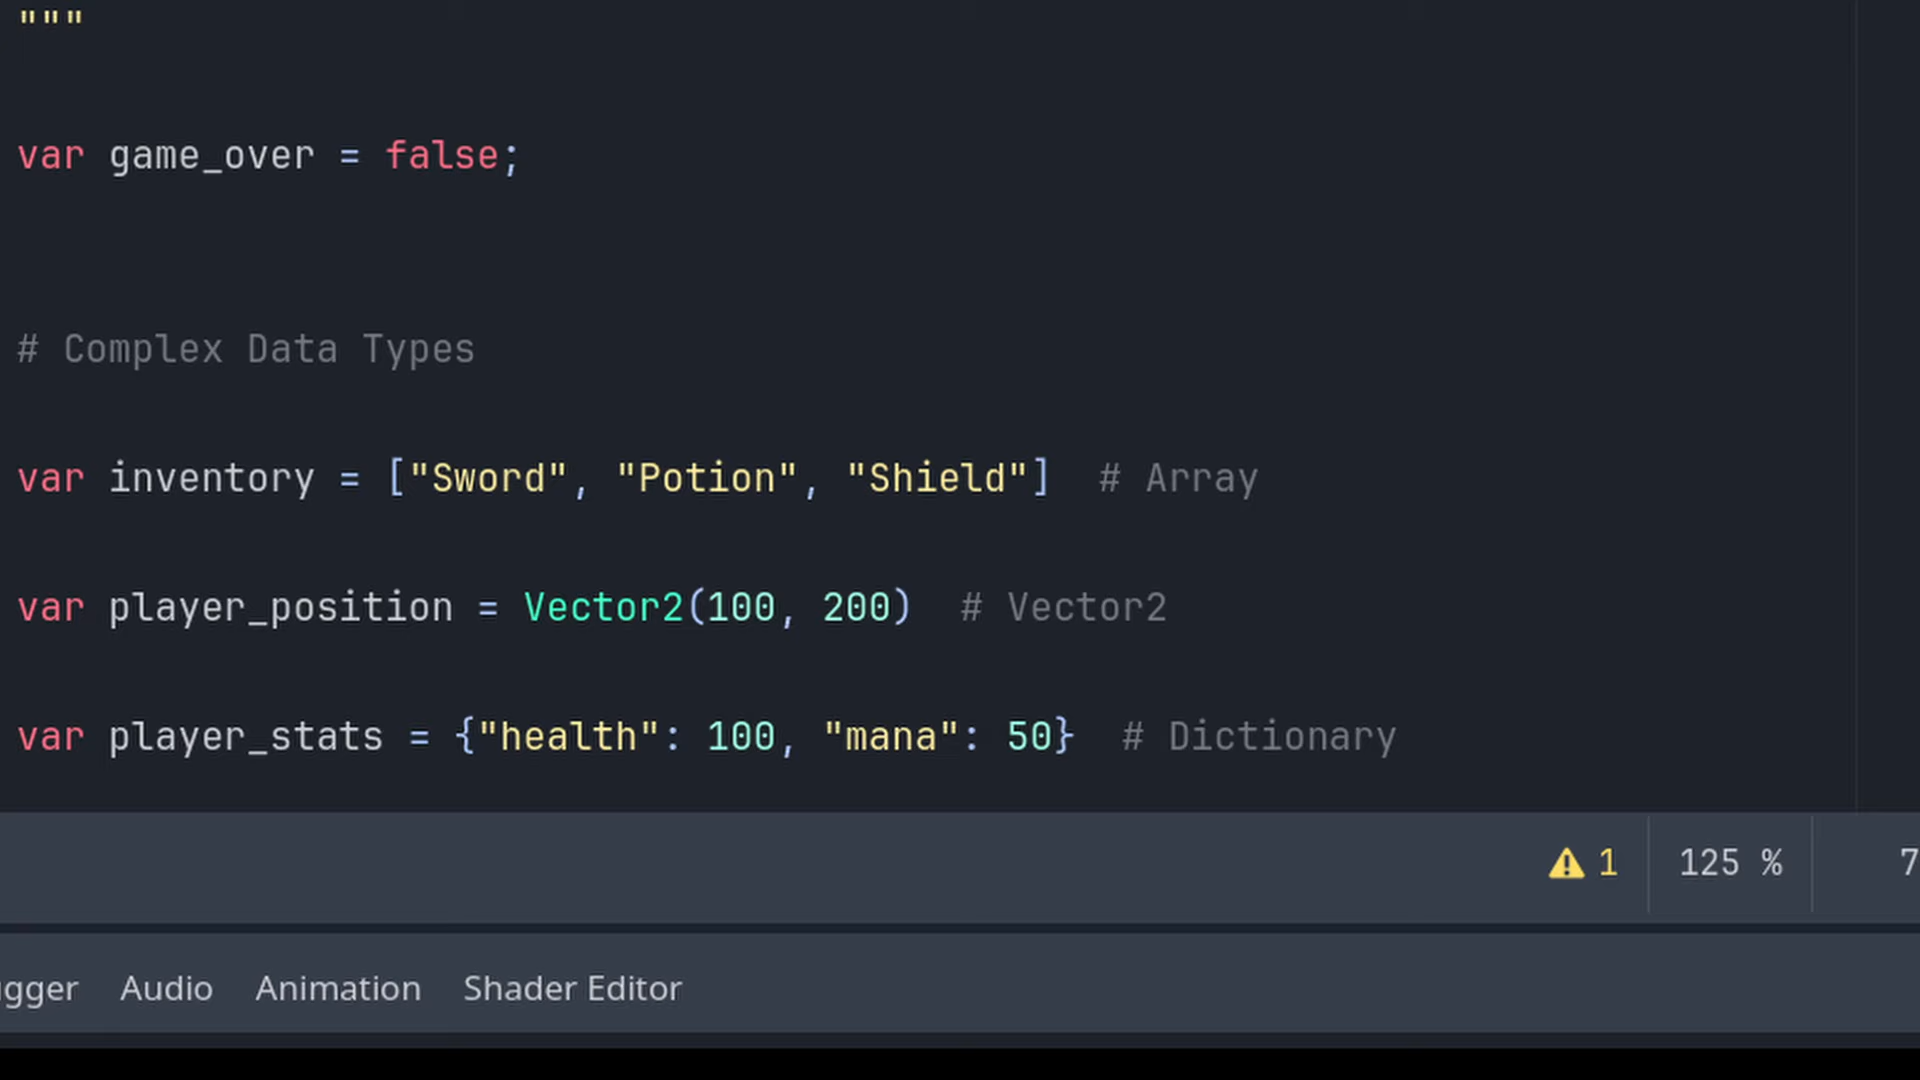 """
var game_over = false;
# Complex Data Types
var inventory = ["Sword", "Potion", "Shield"]  # Array
var player_position = Vector2(100, 200)  # Vector2
var player_stats = {"health": 100, "mana": 50}  # Dictionary
1 125 % 7
gger Audio Animation Shader Editor